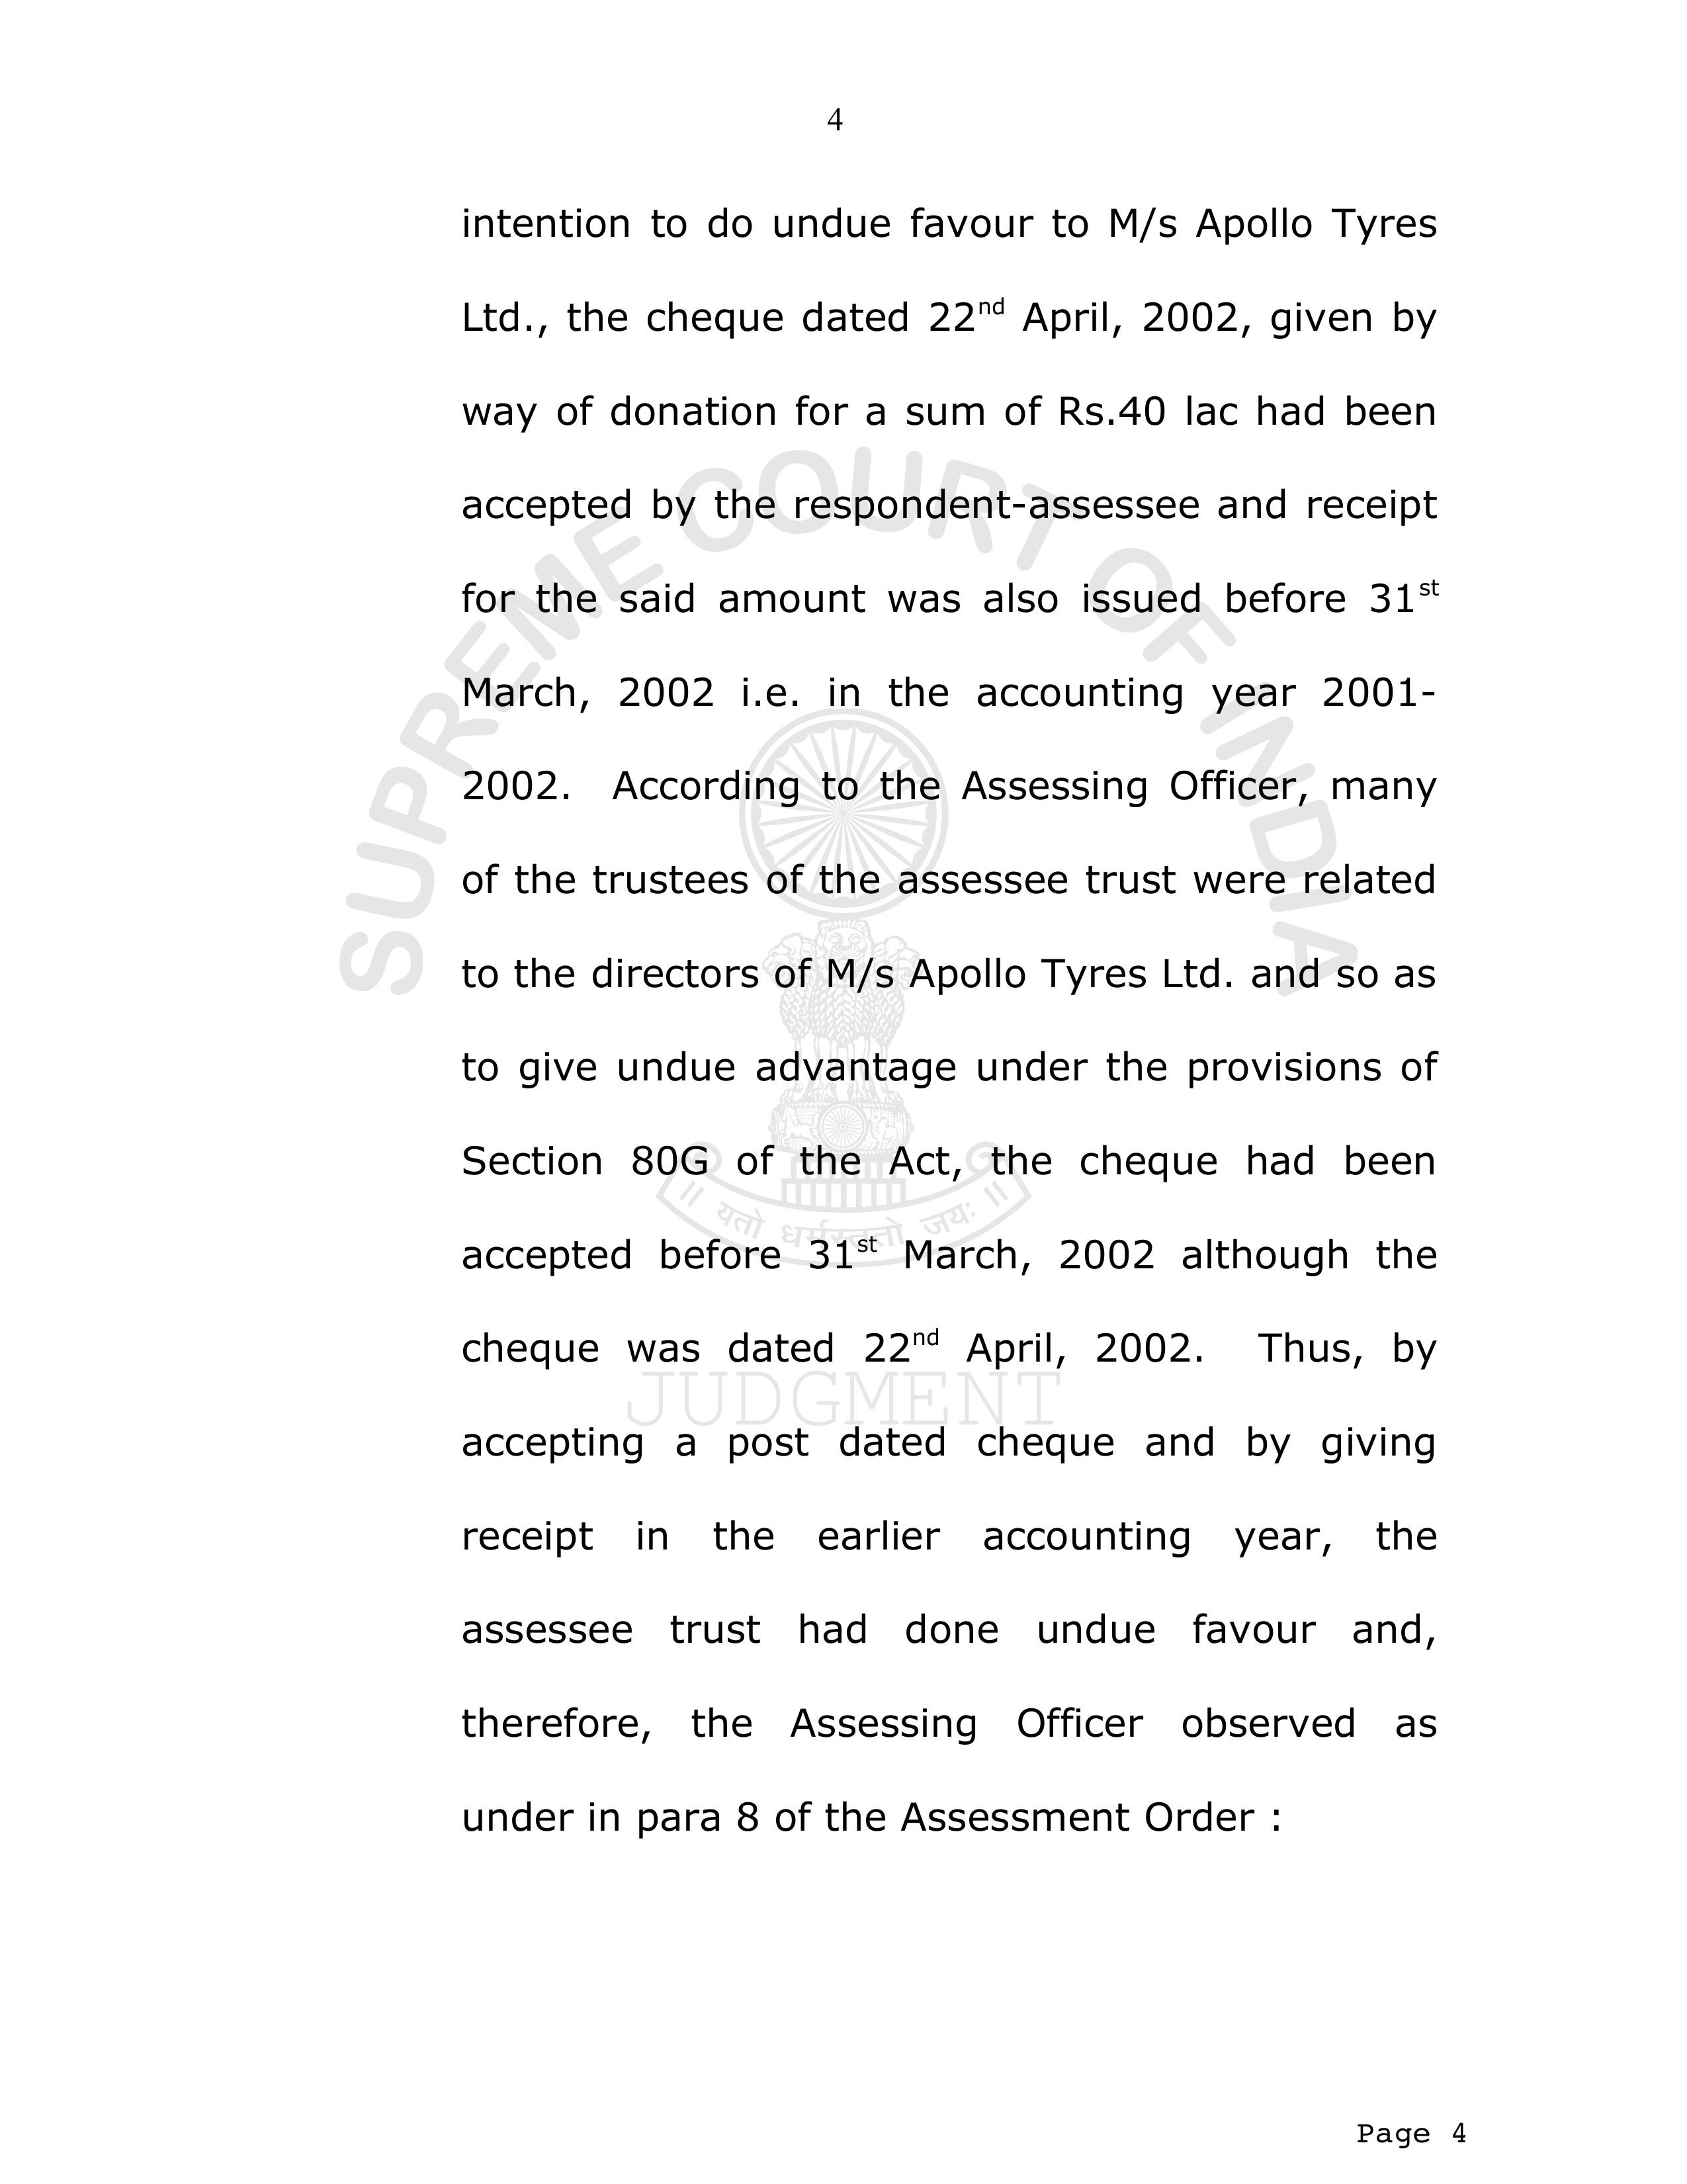 4
intention to do undue favour to M/s Apollo Tyres
Ltd., the cheque dated 22nd April, 2002, given by
way of donation for a sum of Rs.40 lac had been
accepted by the respondent-assessee and receipt
for the said amount was also issued before 31st
March, 2002 i.e. in the accounting year 2001-
2002. According to the Assessing Officer, many
of the trustees of the assessee trust were related
to the directors of M/s Apollo Tyres Ltd. and so as
to give undue advantage under the provisions of
Section 80G of the Act, the cheque had been
accepted before 31st March, 2002 although the
cheque was dated 22nd April, 2002. Thus, by
accepting a post dated cheque and by giving
receipt in the earlier accounting year, the
assessee trust had done undue favour and,
therefore, the Assessing Officer observed as
under in para 8 of the Assessment Order :
SUPREME COURT OF INDIA
॥ यतो धर्मस्ततो जयः ॥
JUDGMENT
Page 4